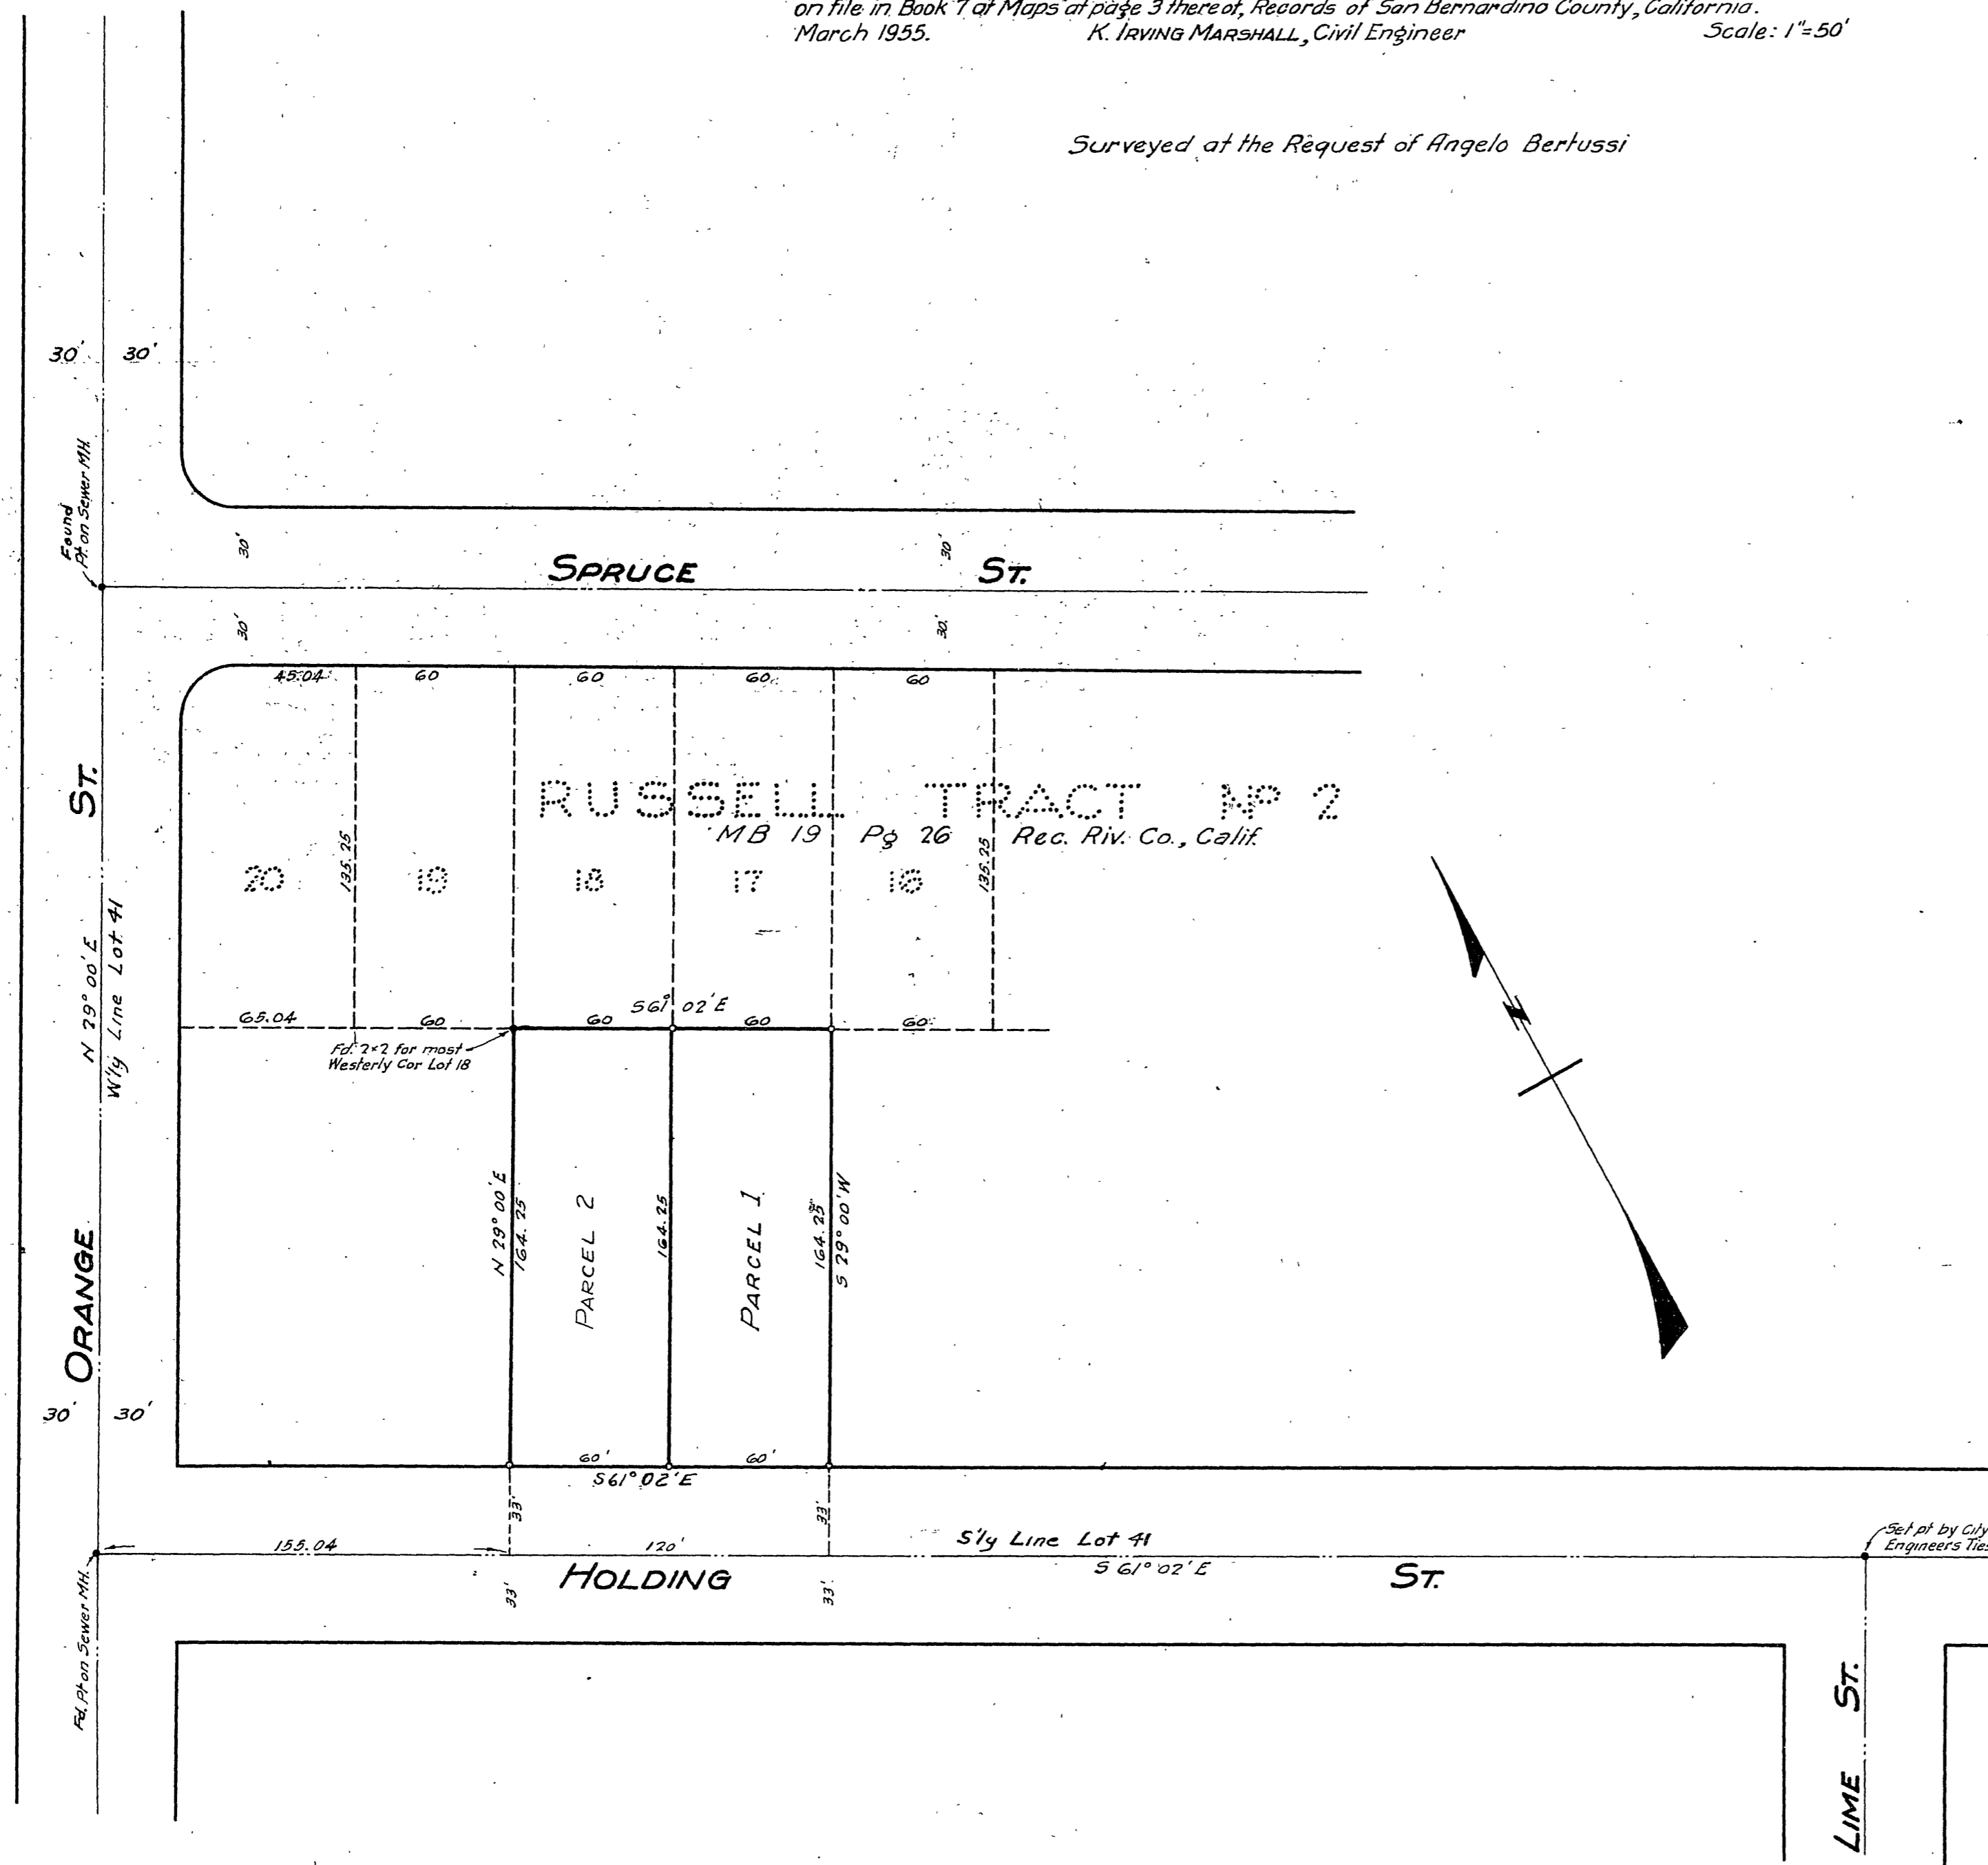 on file in Book 7 of Maps at page 3 thereof, Records of San Bernardino County, California.
March 1955. K. IRVING MARSHALL, Civil Engineer Scale: 1"=50'
Surveyed at the Request of Angelo Bertussi
30' 30'
Found
Pt. on Sewer MH.
30' 30'
SPRUCE ST.
30' 30'
45.04 60 60 60 60
RUSSELL TRACT Nº 2
MB 19 Pg 26 Rec. Riv. Co., Calif.
135.25 135.25
20 19 18 17 16
ORANGE ST.
N 29° 00' E
W'ly Line Lot 41
S 61° 02' E
65.04 60 60 60 60
Fd. 2x2 for most
Westerly Cor Lot 18
N 29° 00' E
164.25
PARCEL 2
164.25
PARCEL 1
164.25
S 29° 00' W
30' 30'
60' 60'
S 61° 02' E
33' 33'
155.04 120' S'ly Line Lot 41
S 61° 02' E
HOLDING ST.
33' 33'
Set pt by City
Engineers Ties
Fd. Pt on Sewer MH.
LIME ST.